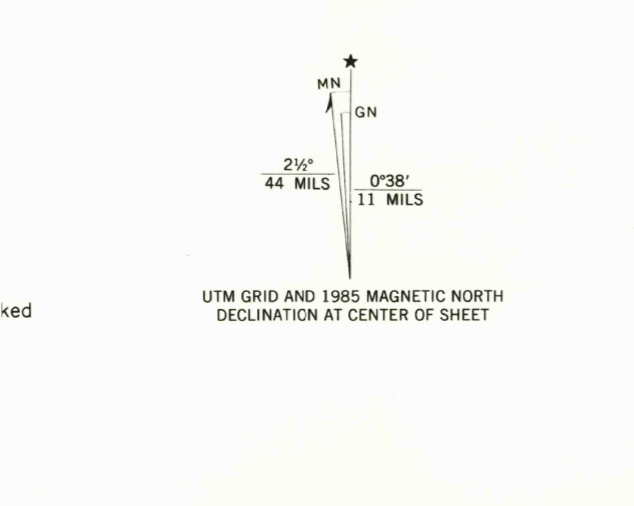 ★
MN
GN
2½°
44 MILS
0°38′
11 MILS
UTM GRID AND 1985 MAGNETIC NORTH
DECLINATION AT CENTER OF SHEET
ked